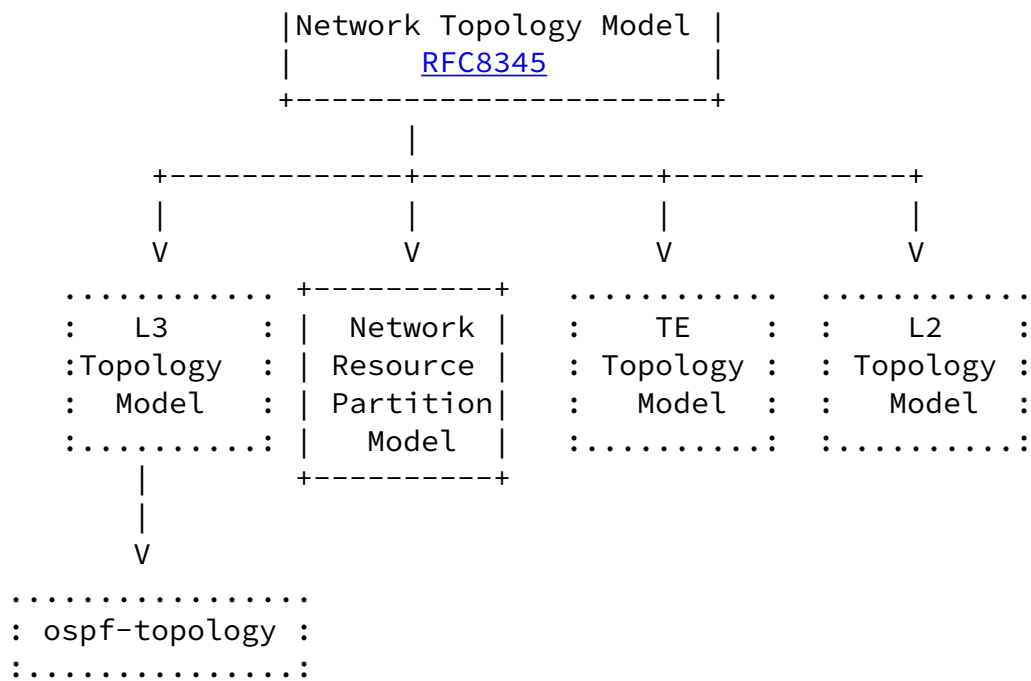 |Network Topology Model |
|       RFC8345         |
+-----------------------+
|
+-------------+-------------+-------------+
|             |             |             |
V             V             V             V
............ +----------+   ............  ............
:   L3     : |  Network |   :    TE    :  :    L2    :
:Topology  : | Resource |   : Topology :  : Topology :
:  Model   : | Partition|   :   Model  :  :   Model  :
:..........: |   Model  |   :..........:  :..........:
|        +----------+
|
V
.................
: ospf-topology :
:...............: